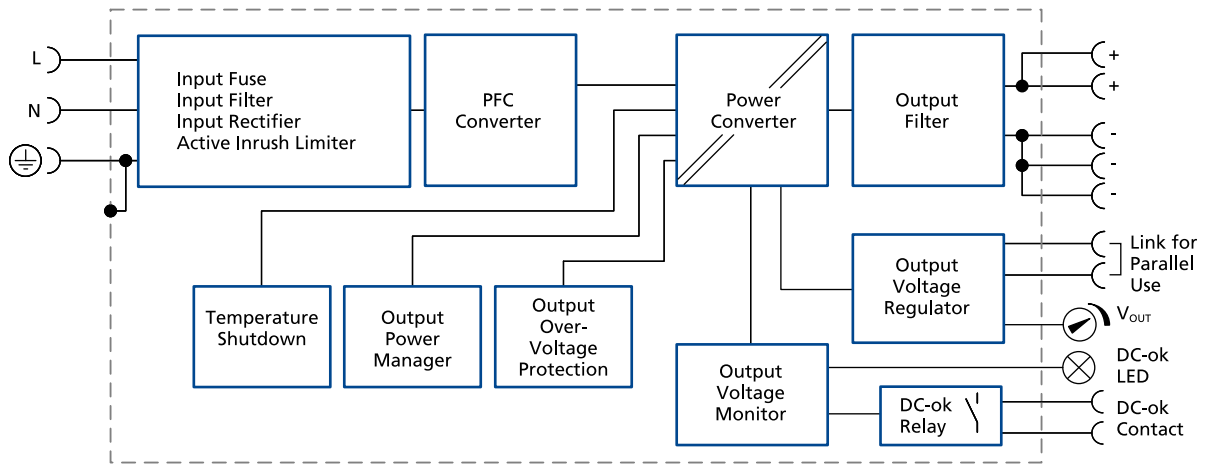 L
N
Input Fuse
Input Filter
Input Rectifier
Active Inrush Limiter
PFC
Converter
Power
Converter
Output
Filter
+
+
-
-
-
Temperature
Shutdown
Output
Power
Manager
Output
Over-
Voltage
Protection
Output
Voltage
Regulator
Link for
Parallel
Use
VOUT
Output
Voltage
Monitor
DC-ok
LED
DC-ok
Relay
DC-ok
Contact